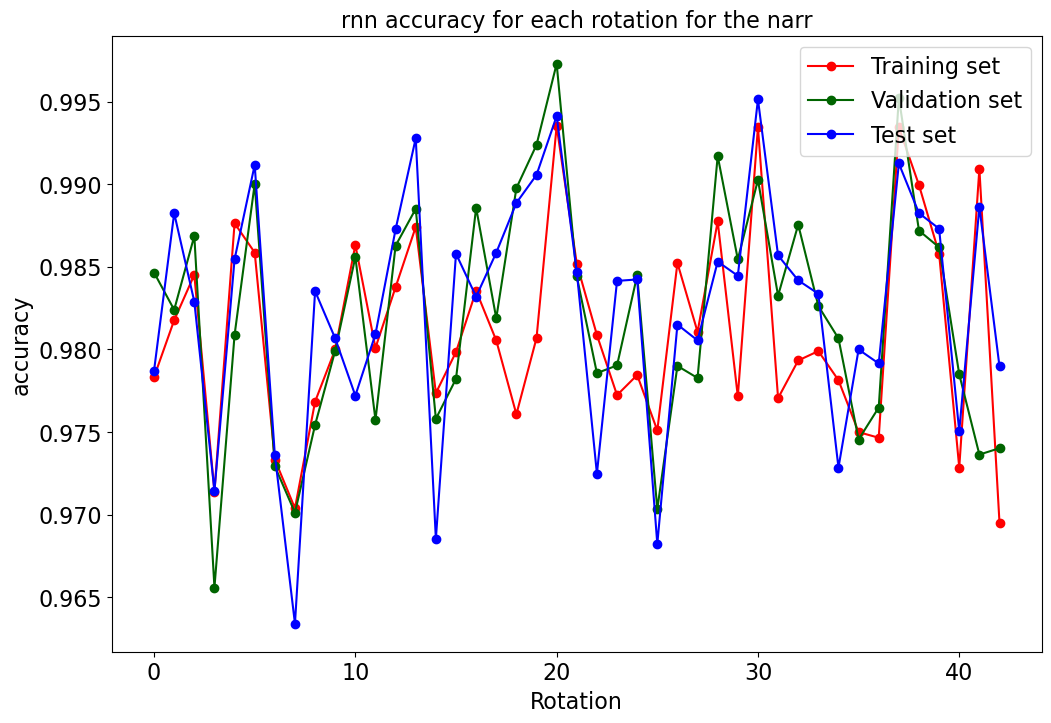 rnn accuracy for each rotation for the narr
Training set
Validation set
Test set
0.995
0.990
0.985
0.980
0.975
0.970
0.965
accuracy
0 10 20 30 40
Rotation